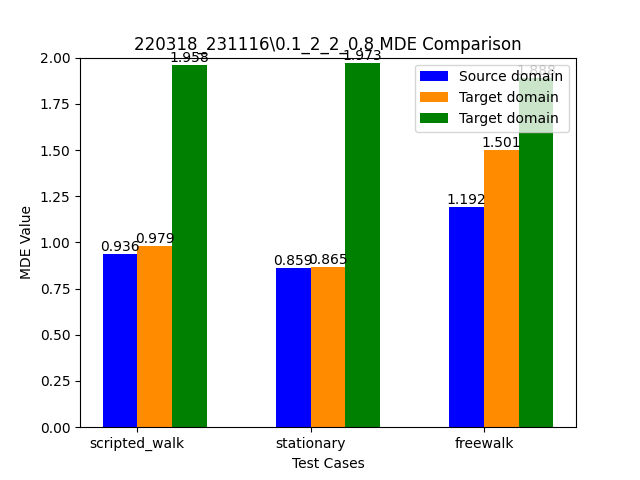 220318_231116\0.1_2_2_0.8 MDE Comparison
2.00
1.75
1.50
1.25
1.00
0.75
0.50
0.25
0.00
MDE Value
0.936
0.979
1.958
0.859
0.865
1.973
1.192
1.501
1.888
Source domain
Target domain
Target domain
scripted_walk
stationary
freewalk
Test Cases